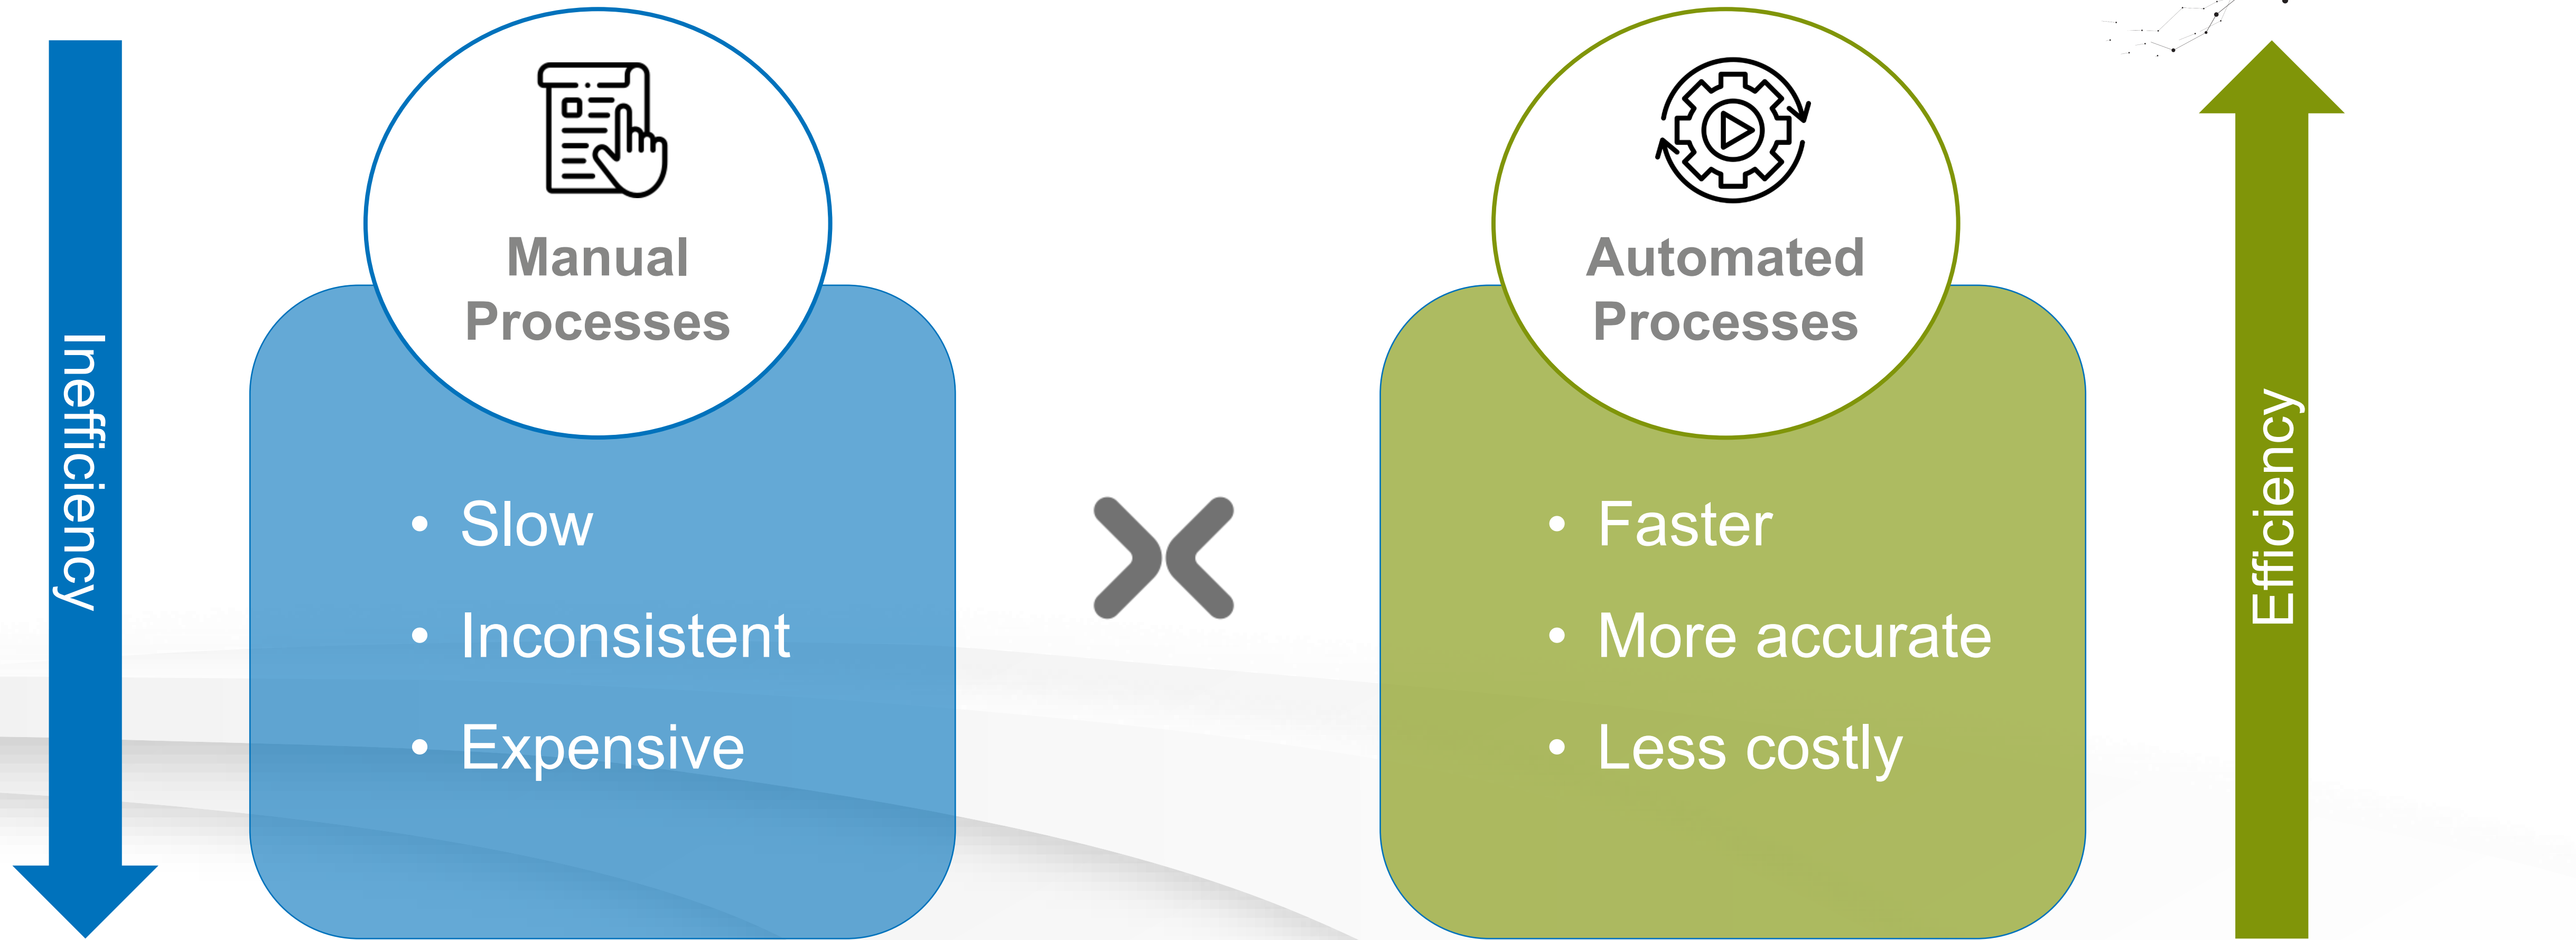 Inefficiency
Manual
Processes
• Slow
• Inconsistent
• Expensive
Automated
Processes
• Faster
• More accurate
• Less costly
Efficiency